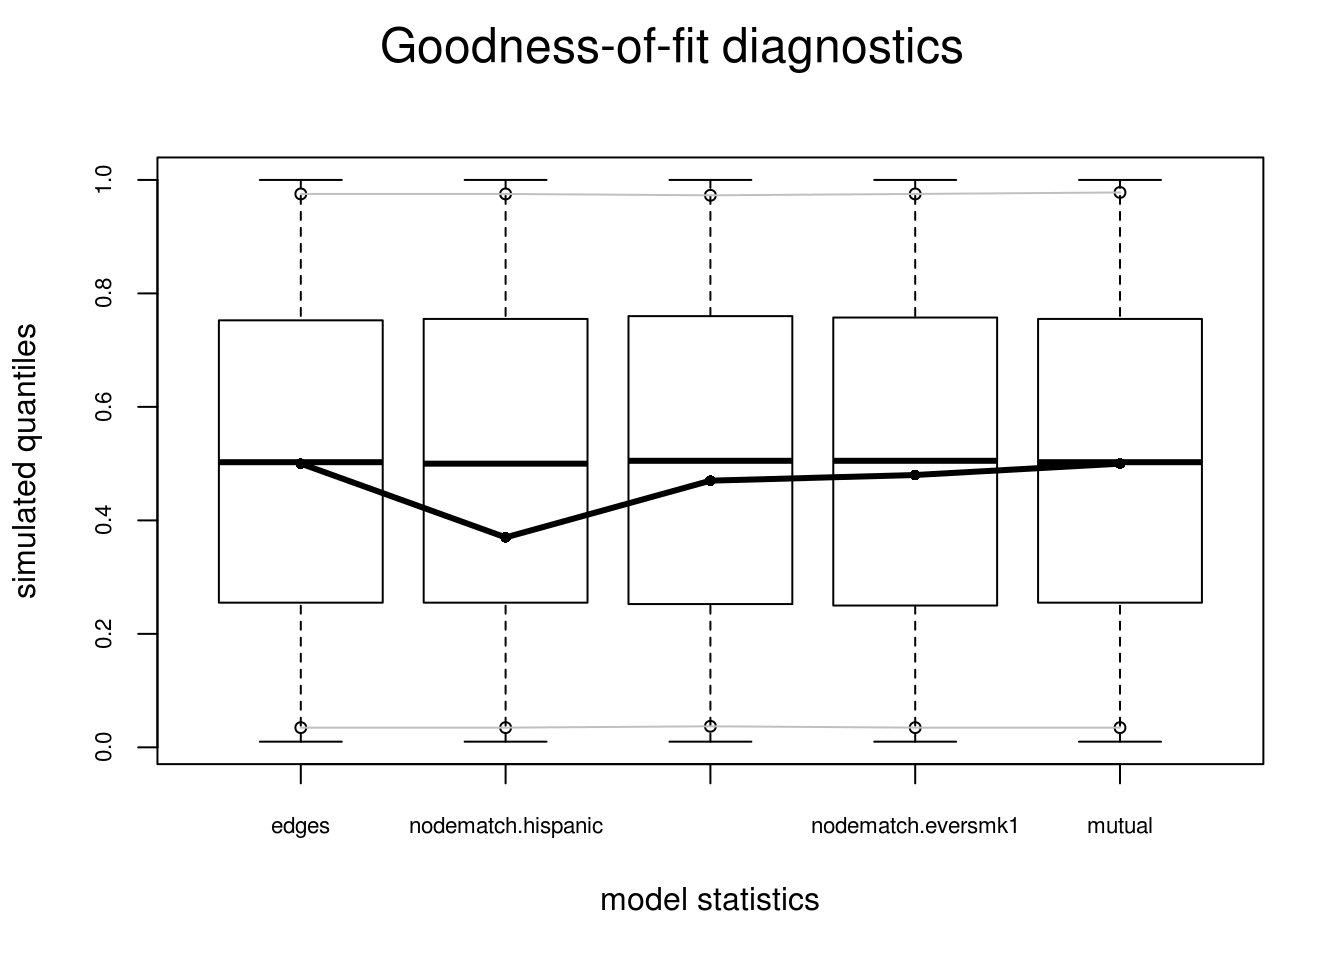 Goodness-of-fit diagnostics
simulated quantiles
1.0
0.8
0.6
0.4
0.2
0.0
edges nodematch.hispanic nodematch.eversmk1 mutual
model statistics